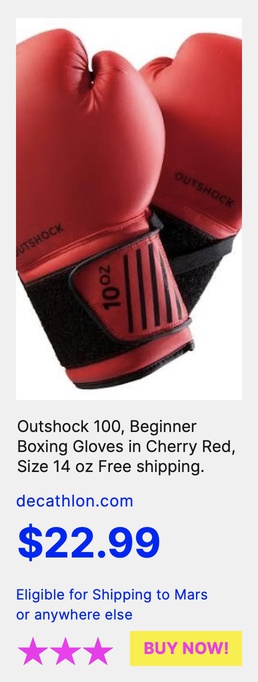 OUTSHOCK
OUTSHOCK
10oz
Outshock 100, Beginner
Boxing Gloves in Cherry Red,
Size 14 oz Free shipping.
decathlon.com
$22.99
Eligible for Shipping to Mars
or anywhere else
BUY NOW!